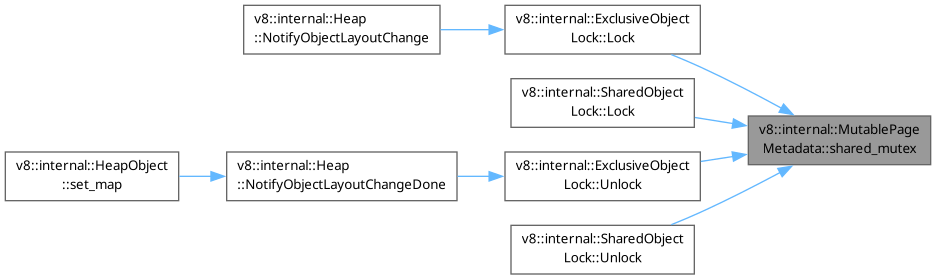 v8::internal::Heap
::NotifyObjectLayoutChange
v8::internal::ExclusiveObject
Lock::Lock
v8::internal::SharedObject
Lock::Lock
v8::internal::MutablePage
Metadata::shared_mutex
v8::internal::HeapObject
::set_map
v8::internal::Heap
::NotifyObjectLayoutChangeDone
v8::internal::ExclusiveObject
Lock::Unlock
v8::internal::SharedObject
Lock::Unlock